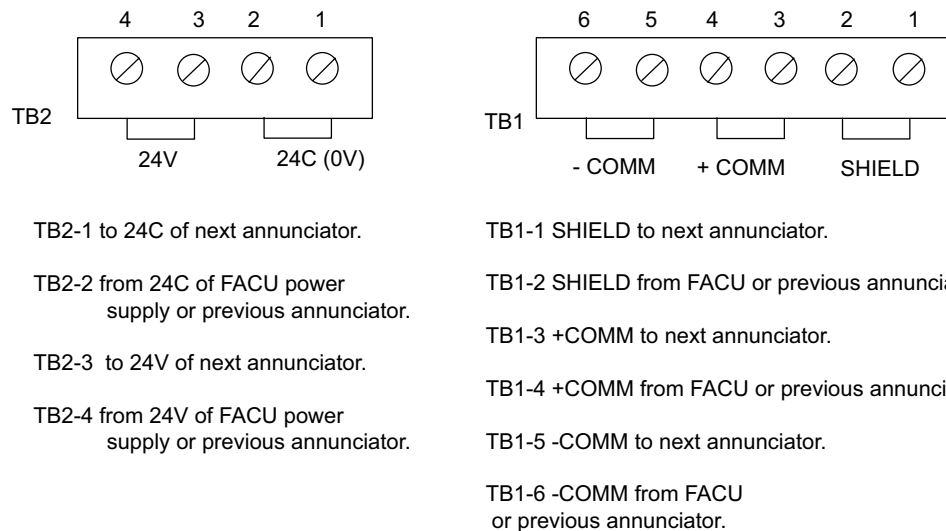 4 3 2 1
TB2
24V 24C (0V)
TB2-1 to 24C of next annunciator.
TB2-2 from 24C of FACU power
supply or previous annunciator.
TB2-3 to 24V of next annunciator.
TB2-4 from 24V of FACU power
supply or previous annunciator.
6 5 4 3 2 1
TB1
- COMM + COMM SHIELD
TB1-1 SHIELD to next annunciator.
TB1-2 SHIELD from FACU or previous
TB1-3 +COMM to next annunciator.
TB1-4 +COMM from FACU or previous
TB1-5 -COMM to next annunciator.
TB1-6 -COMM from FACU
or previous annunciator.